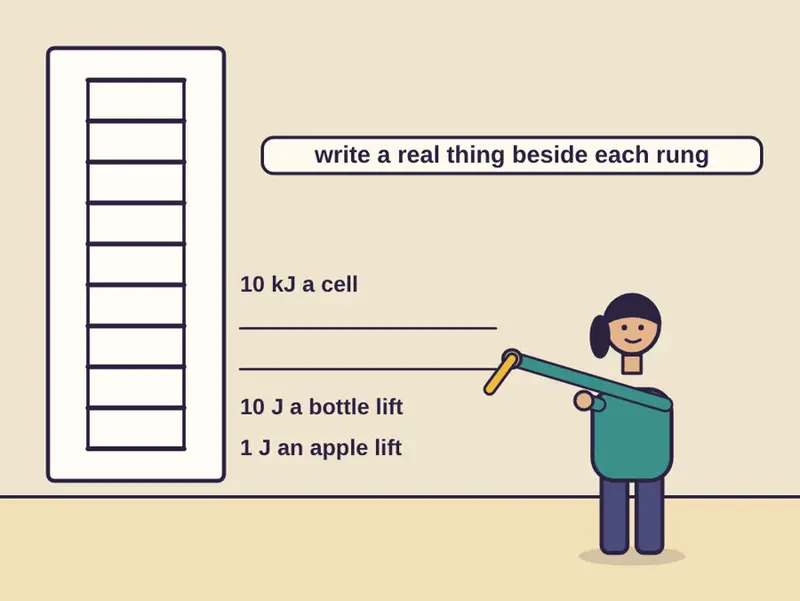 write a real thing beside each rung
10 kJ a cell
10 J a bottle lift
1 J an apple lift